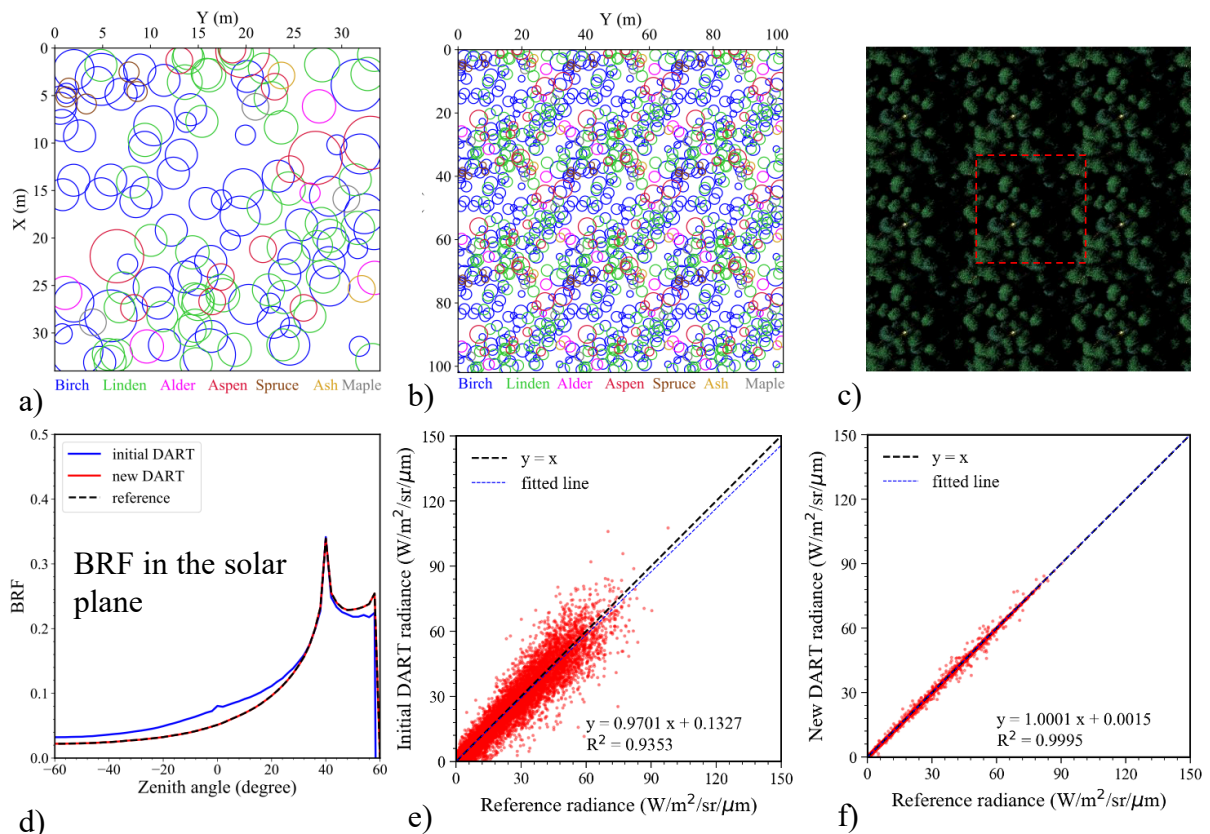 Y (m)
0 5 10 15 20 25 30
X (m)
0
5
10
15
20
25
30
Birch Linden Alder Aspen Spruce Ash Maple
a)
Y (m)
0 20 40 60 80 100
0
20
40
60
80
100
Birch Linden Alder Aspen Spruce Ash Maple
b)
c)
0.5
0.4
0.3
0.2
0.1
0.0
BRF
initial DART
new DART
reference
BRF in the solar
plane
−60 −40 −20 0 20 40 60
Zenith angle (degree)
d)
150
120
90
60
30
0
Initial DART radiance (W/m²/sr/μm)
y = x
fitted line
y = 0.9701 x + 0.1327
R² = 0.9353
0 30 60 90 120 150
Reference radiance (W/m²/sr/μm)
e)
150
120
90
60
30
0
New DART radiance (W/m²/sr/μm)
y = x
fitted line
y = 1.0001 x + 0.0015
R² = 0.9995
0 30 60 90 120 150
Reference radiance (W/m²/sr/μm)
f)